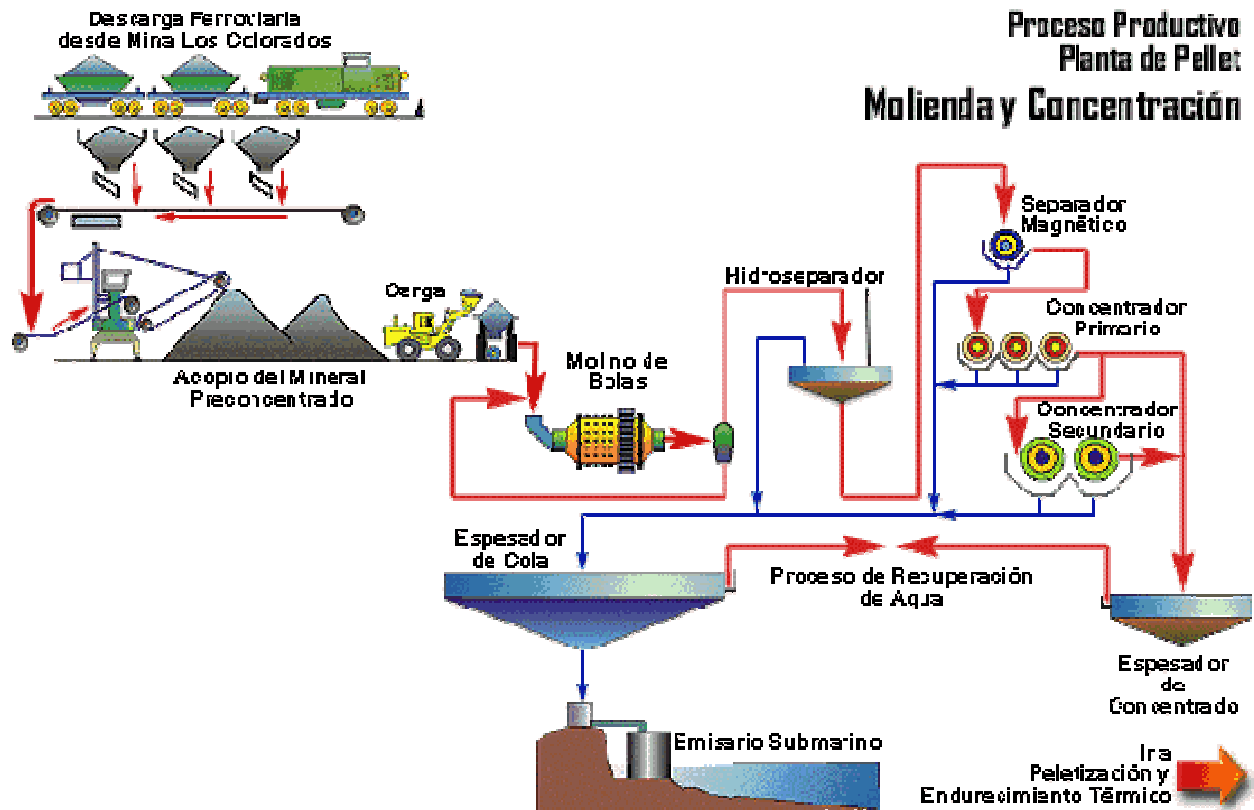 Descarga Ferroviaria
desde Mina Los Colorados
Proceso Productivo
Planta de Pellet
Molienda y Concentración
Separador
Magnético
Hidroseparador
Carga
Concentrador
Primario
Molino de
Bolas
Acopio del Mineral
Preconcentrado
Concentrador
Secundario
Espesador
de Cola
Proceso de Recuperación
de Agua
Espesador
de
Concentrado
Emisario Submarino
Ir a
Peletización y
Endurecimiento Térmico